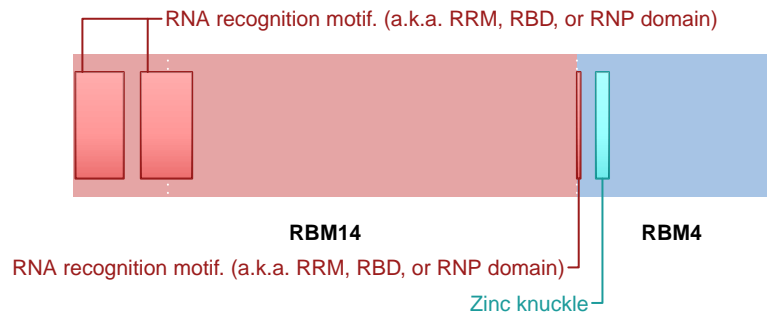 RNA recognition motif. (a.k.a. RRM, RBD, or RNP domain)
RBM14
RBM4
RNA recognition motif. (a.k.a. RRM, RBD, or RNP domain)
Zinc knuckle